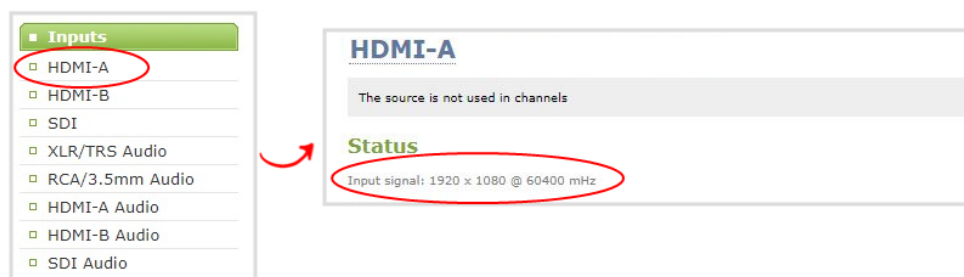 Inputs
HDMI-A
HDMI-B
SDI
XLR/TRS Audio
RCA/3.5mm Audio
HDMI-A Audio
HDMI-B Audio
SDI Audio
HDMI-A
The source is not used in channels
Status
Input signal: 1920 x 1080 @ 60400 mHz